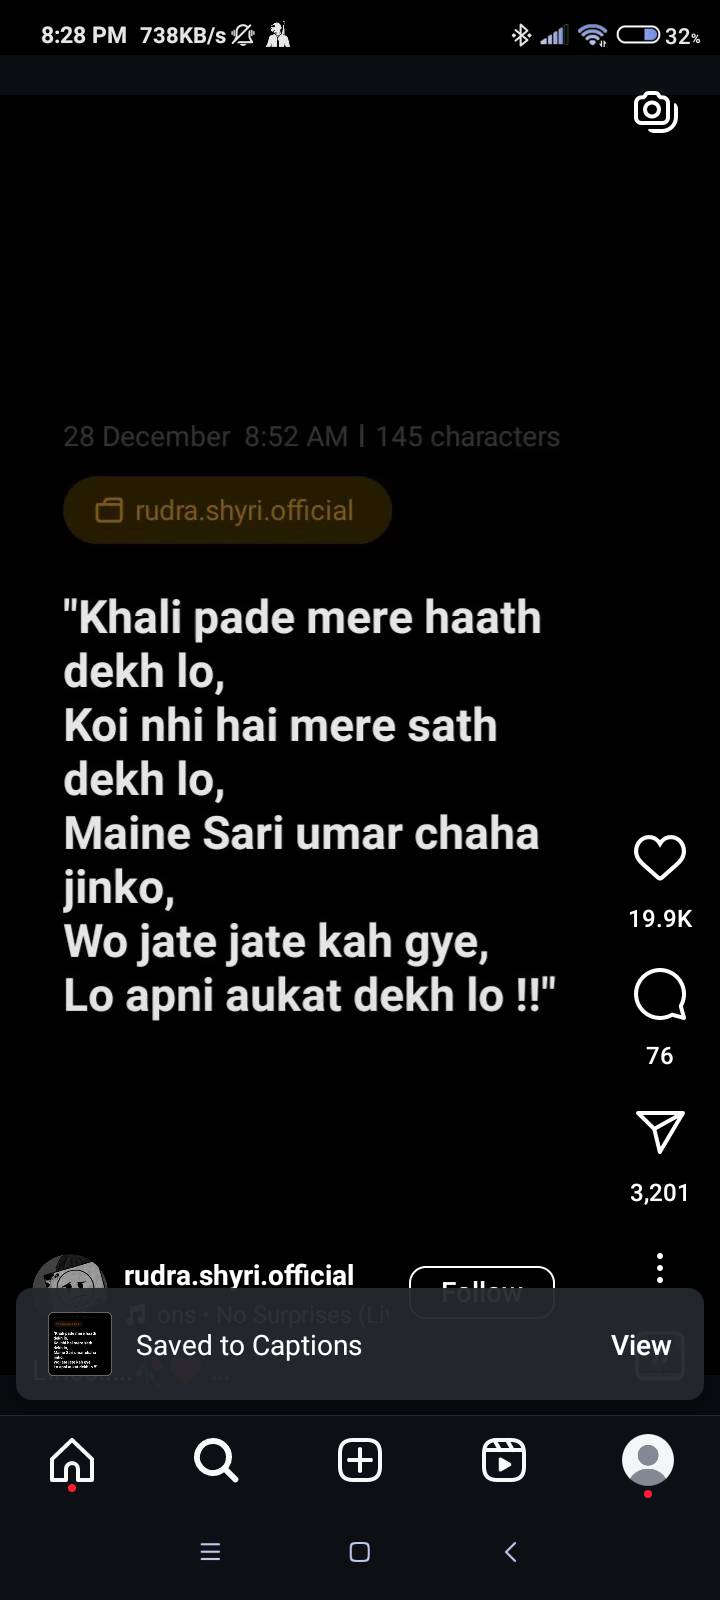 8:28 PM 738KB/s 32%
28 December 8:52 AM | 145 characters
rudra.shyri.official
"Khali pade mere haath
dekh lo,
Koi nhi hai mere sath
dekh lo,
Maine Sari umar chaha
jinko,
Wo jate jate kah gye,
Lo apni aukat dekh lo !!"
19.9K
76
3,201
rudra.shyri.official
Follow
ons • No Surprises (Li
Saved to Captions
View